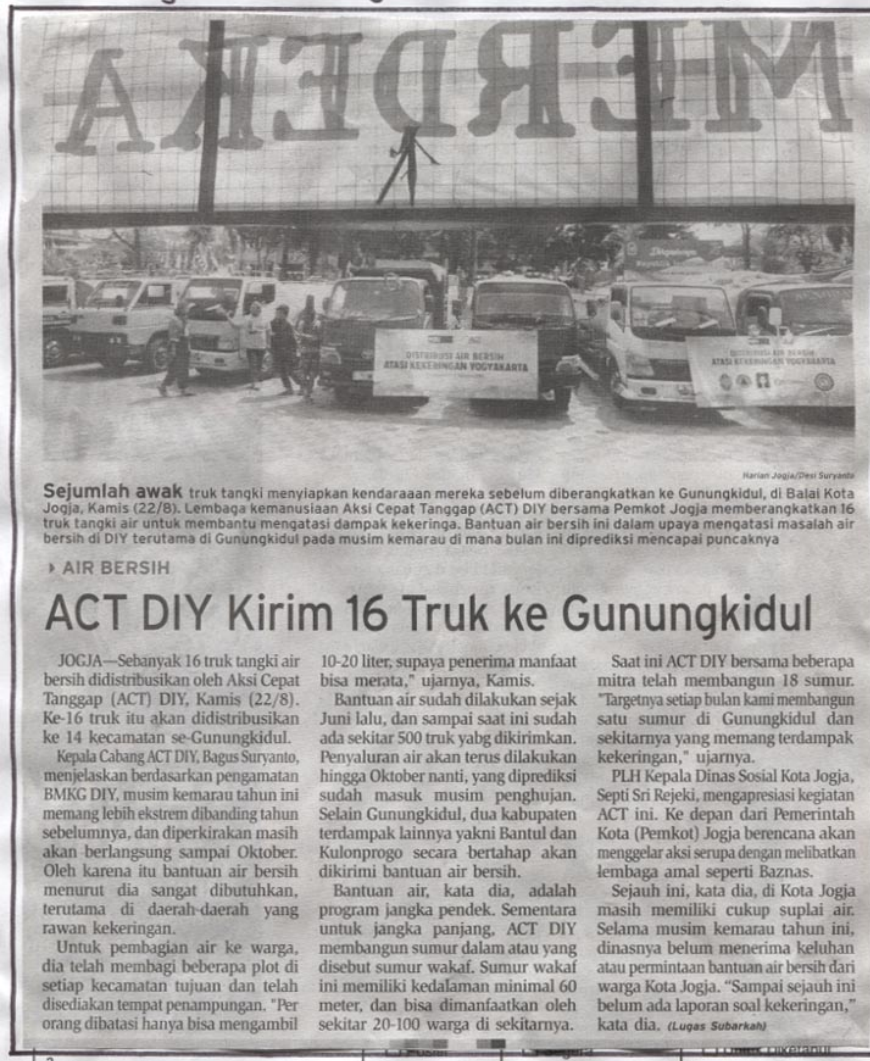 MERDEKA
DISTRIBUSI AIR BERSIH
ATASI KEKERINGAN YOGYAKARTA
DISTRIBUSI AIR BERSIH
ATASI KEKERINGAN YOGYAKARTA
Harian Jogja/Desi Suryanto
Sejumlah awak truk tangki menyiapkan kendaraaan mereka sebelum diberangkatkan ke Gunungkidul, di Balai Kota
Jogja, Kamis (22/8). Lembaga kemanusiaan Aksi Cepat Tanggap (ACT) DIY bersama Pemkot Jogja memberangkatkan 16
truk tangki air untuk membantu mengatasi dampak kekeringa. Bantuan air bersih ini dalam upaya mengatasi masalah air
bersih di DIY terutama di Gunungkidul pada musim kemarau di mana bulan ini diprediksi mencapai puncaknya
AIR BERSIH
ACT DIY Kirim 16 Truk ke Gunungkidul
JOGJA—Sebanyak 16 truk tangki air
bersih didistribusikan oleh Aksi Cepat
Tanggap (ACT) DIY, Kamis (22/8).
Ke-16 truk itu akan didistribusikan
ke 14 kecamatan se-Gunungkidul.
Kepala Cabang ACT DIY, Bagus Suryanto,
menjelaskan berdasarkan pengamatan
BMKG DIY, musim kemarau tahun ini
memang lebih ekstrem dibanding tahun
sebelumnya, dan diperkirakan masih
akan berlangsung sampai Oktober.
Oleh karena itu bantuan air bersih
menurut dia sangat dibutuhkan,
terutama di daerah-daerah yang
rawan kekeringan.
Untuk pembagian air ke warga,
dia telah membagi beberapa plot di
setiap kecamatan tujuan dan telah
disediakan tempat penampungan. "Per
orang dibatasi hanya bisa mengambil
10-20 liter, supaya penerima manfaat
bisa merata," ujarnya, Kamis.
Bantuan air sudah dilakukan sejak
Juni lalu, dan sampai saat ini sudah
ada sekitar 500 truk yabg dikirimkan.
Penyaluran air akan terus dilakukan
hingga Oktober nanti, yang diprediksi
sudah masuk musim penghujan.
Selain Gunungkidul, dua kabupaten
terdampak lainnya yakni Bantul dan
Kulonprogo secara bertahap akan
dikirimi bantuan air bersih.
Bantuan air, kata dia, adalah
program jangka pendek. Sementara
untuk jangka panjang, ACT DIY
membangun sumur dalam atau yang
disebut sumur wakaf. Sumur wakaf
ini memiliki kedalaman minimal 60
meter, dan bisa dimanfaatkan oleh
sekitar 20-100 warga di sekitarnya.
Saat ini ACT DIY bersama beberapa
mitra telah membangun 18 sumur.
"Targetnya setiap bulan kami membangun
satu sumur di Gunungkidul dan
sekitarnya yang memang terdampak
kekeringan," ujarnya.
PLH Kepala Dinas Sosial Kota Jogja,
Septi Sri Rejeki, mengapresiasi kegiatan
ACT ini. Ke depan dari Pemerintah
Kota (Pemkot) Jogja berencana akan
menggelar aksi serupa dengan melibatkan
lembaga amal seperti Baznas.
Sejauh ini, kata dia, di Kota Jogja
masih memiliki cukup suplai air.
Selama musim kemarau tahun ini,
dinasnya belum menerima keluhan
atau permintaan bantuan air bersih dari
warga Kota Jogja. "Sampai sejauh ini
belum ada laporan soal kekeringan,"
kata dia. (Lugas Subarkah)